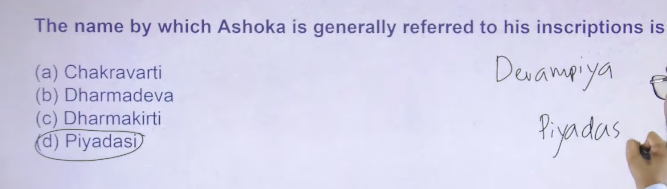 The name by which Ashoka is generally referred to his inscriptions is
(a) Chakravarti
(b) Dharmadeva
(c) Dharmakirti
(d) Piyadasi
Devampiya
Piyadas